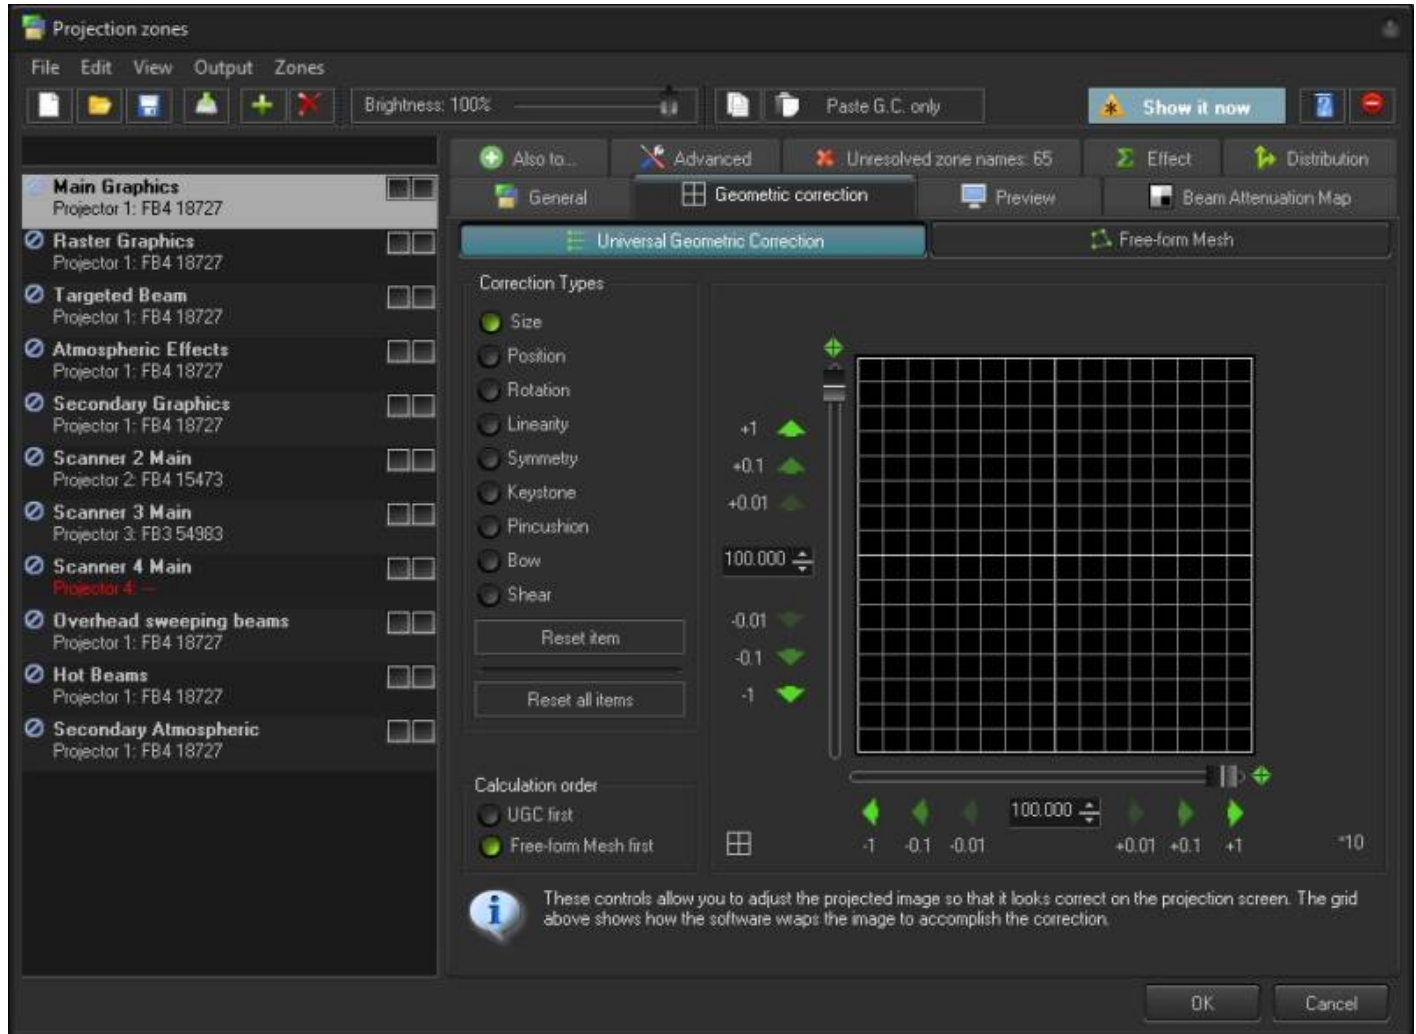 Projection zones
File Edit View Output Zones
Brightness: 100%
Paste G.C. only
Show it now
Also to...
Advanced
Unresolved zone names: 65
Effect
Distribution
General
Geometric correction
Preview
Beam Attenuation Map
Universal Geometric Correction
Free-form Mesh
Main Graphics
Projector 1: FB4 18727
Raster Graphics
Projector 1: FB4 18727
Targeted Beam
Projector 1: FB4 18727
Atmospheric Effects
Projector 1: FB4 18727
Secondary Graphics
Projector 1: FB4 18727
Scanner 2 Main
Projector 2: FB4 15473
Scanner 3 Main
Projector 3: FB3 54983
Scanner 4 Main
Projector 4: ---
Overhead sweeping beams
Projector 1: FB4 18727
Hot Beams
Projector 1: FB4 18727
Secondary Atmospheric
Projector 1: FB4 18727
Correction Types
Size
Position
Rotation
Linearity
Symmetry
Keystone
Pincushion
Bow
Shear
Reset item
Reset all items
Calculation order
UGC first
Free-form Mesh first
+1
+0.1
+0.01
100.000
-0.01
-0.1
-1
100.000
-1 -0.1 -0.01 +0.01 +0.1 +1 *10
These controls allow you to adjust the projected image so that it looks correct on the projection screen. The grid
above shows how the software wraps the image to accomplish the correction.
OK
Cancel